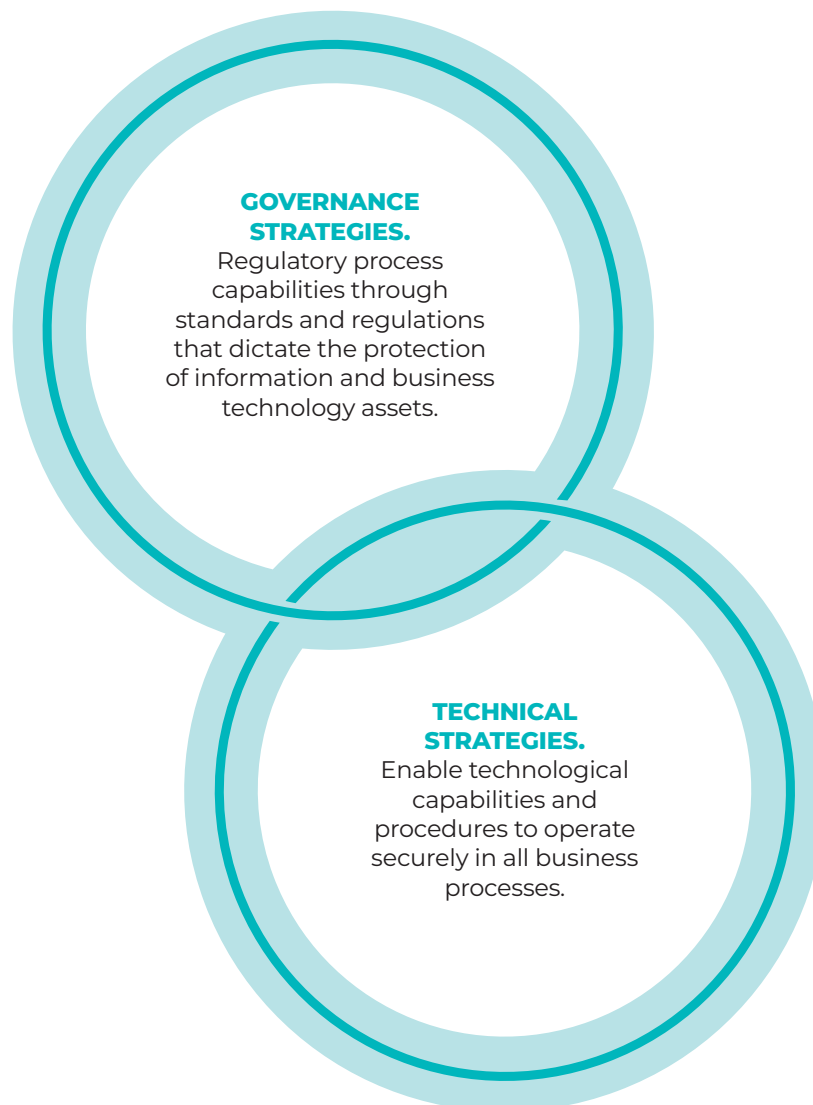 GOVERNANCE
STRATEGIES.
Regulatory process
capabilities through
standards and regulations
that dictate the protection
of information and business
technology assets.
TECHNICAL
STRATEGIES.
Enable technological
capabilities and
procedures to operate
securely in all business
processes.